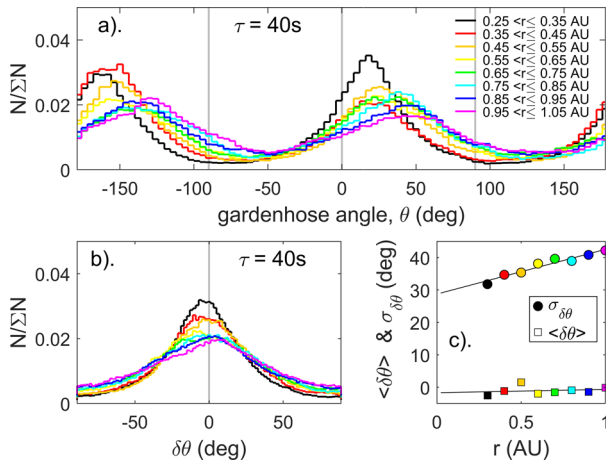 a).
τ = 40s
0.25 <r≤ 0.35 AU
0.35 <r≤ 0.45 AU
0.45 <r≤ 0.55 AU
0.55 <r≤ 0.65 AU
0.65 <r≤ 0.75 AU
0.75 <r≤ 0.85 AU
0.85 <r≤ 0.95 AU
0.95 <r≤ 1.05 AU
N/ΣN
0.04
0.02
0
-150 -100 -50 0 50 100 150
gardenhose angle, θ (deg)
b).
τ = 40s
N/ΣN
0.04
0.02
0
-50 0 50
δθ (deg)
<δθ> & σδθ (deg)
40
30
20
10
0
σδθ
<δθ>
c).
0 0.5 1
r (AU)